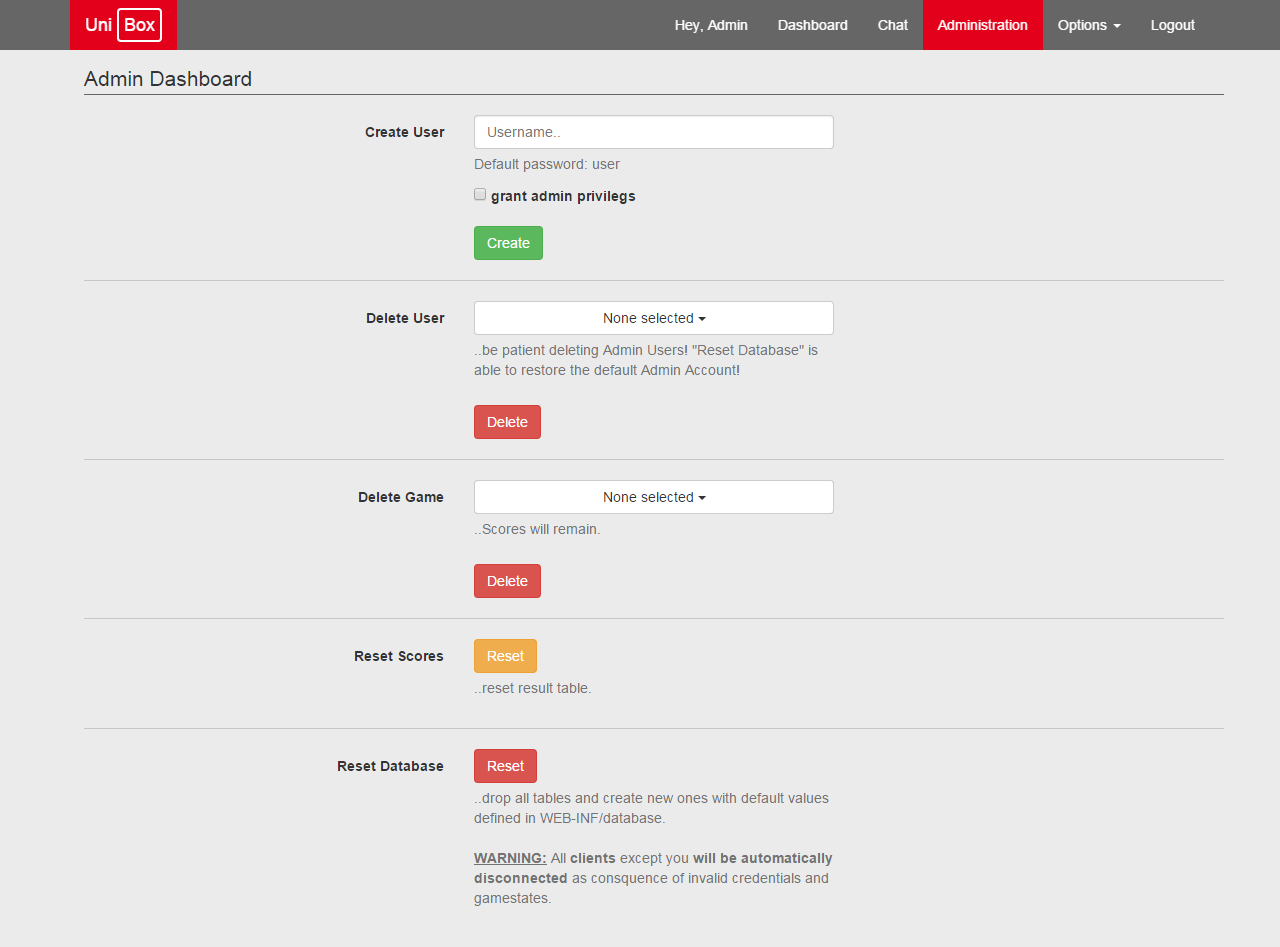 Uni Box Hey, Admin Dashboard Chat Administration Options Logout
Admin Dashboard
Create User Username..
Default password: user
grant admin privilegs
Create
Delete User None selected
..be patient deleting Admin Users! "Reset Database" is
able to restore the default Admin Account!
Delete
Delete Game None selected
..Scores will remain.
Delete
Reset Scores Reset
..reset result table.
Reset Database Reset
..drop all tables and create new ones with default values
defined in WEB-INF/database.
WARNING: All clients except you will be automatically
disconnected as consquence of invalid credentials and
gamestates.